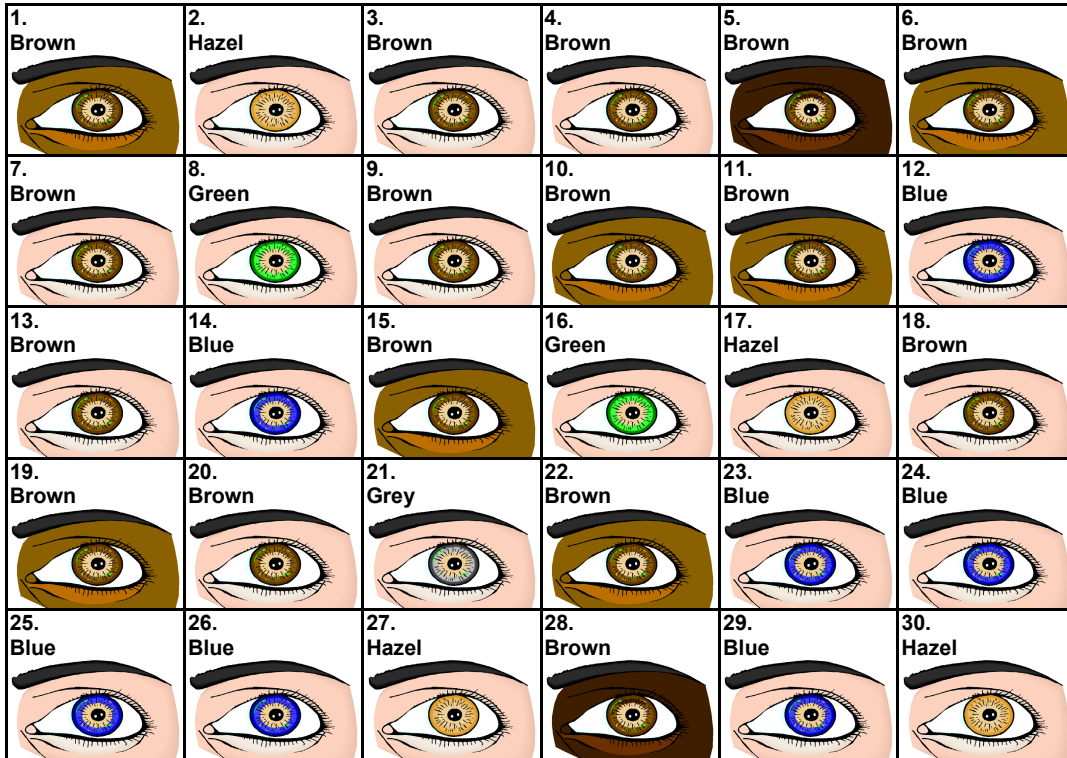 1.
Brown
2.
Hazel
3.
Brown
4.
Brown
5.
Brown
6.
Brown
7.
Brown
8.
Green
9.
Brown
10.
Brown
11.
Brown
12.
Blue
13.
Brown
14.
Blue
15.
Brown
16.
Green
17.
Hazel
18.
Brown
19.
Brown
20.
Brown
21.
Grey
22.
Brown
23.
Blue
24.
Blue
25.
Blue
26.
Blue
27.
Hazel
28.
Brown
29.
Blue
30.
Hazel